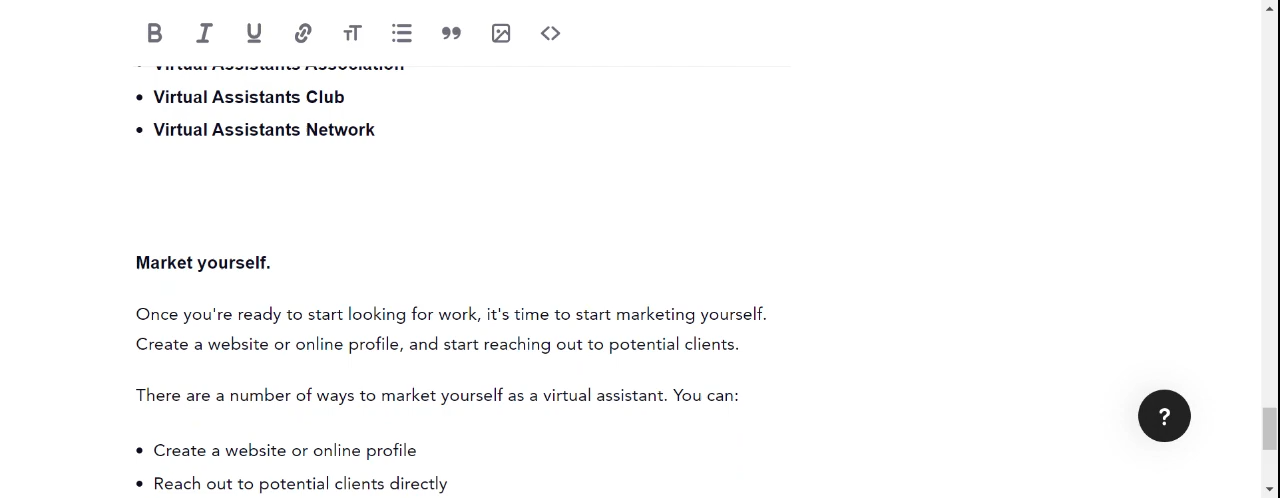 Virtual Assistants Association
Virtual Assistants Club
Virtual Assistants Network
Market yourself.
Once you're ready to start looking for work, it's time to start marketing yourself.
Create a website or online profile, and start reaching out to potential clients.
There are a number of ways to market yourself as a virtual assistant. You can:
Create a website or online profile
Reach out to potential clients directly
?